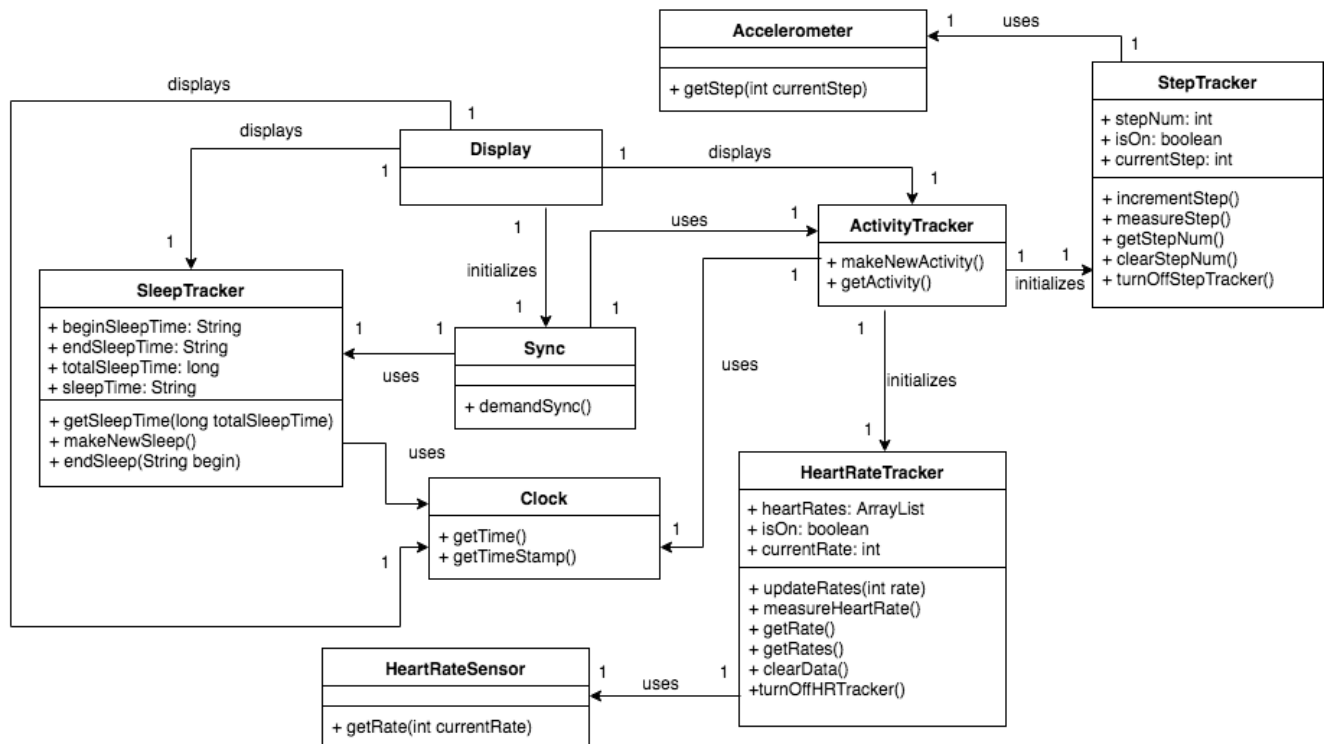 Accelerometer
+ getStep(int currentStep)
1
uses
1
StepTracker
+ stepNum: int
+ isOn: boolean
+ currentStep: int
+ incrementStep()
+ measureStep()
+ getStepNum()
+ clearStepNum()
+ turnOffStepTracker()
displays
1
displays
1
Display
1
displays
1
1
initializes
1
uses
1
1
ActivityTracker
+ makeNewActivity()
+ getActivity()
1
1
initializes
1
SleepTracker
+ beginSleepTime: String
+ endSleepTime: String
+ totalSleepTime: long
+ sleepTime: String
+ getSleepTime(long totalSleepTime)
+ makeNewSleep()
+ endSleep(String begin)
1
1
uses
Sync
+ demandSync()
1
uses
1
1
initializes
1
uses
Clock
+ getTime()
+ getTimeStamp()
1
HeartRateTracker
+ heartRates: ArrayList
+ isOn: boolean
+ currentRate: int
+ updateRates(int rate)
+ measureHeartRate()
+ getRate()
+ getRates()
+ clearData()
+turnOffHRTracker()
HeartRateSensor
+ getRate(int currentRate)
1
uses
1